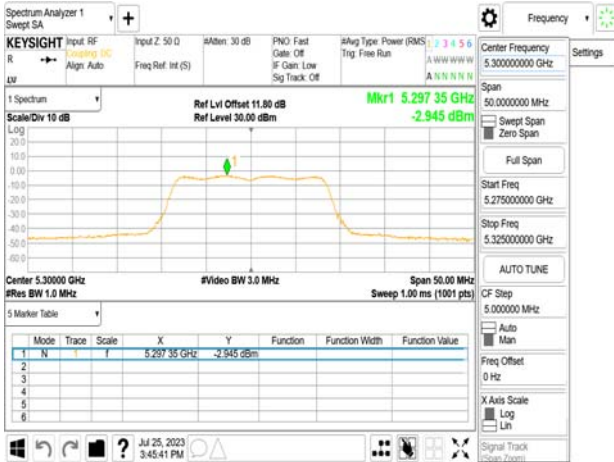 Spectrum Analyzer 1
Swept SA
+
Frequency
KEYSIGHT
Input: RF
Coupling: DC
Align: Auto
Input Z: 50 Ω
Freq Ref: Int (S)
#Atten: 30 dB
PNO: Fast
Gate: Off
IF Gain: Low
Sig Track: Off
#Avg Type: Power (RMS
Trig: Free Run
1 2 3 4 5 6
A WW WW W
A N N N N N
R
LV
1 Spectrum
Scale/Div 10 dB
Ref Lvl Offset 11.80 dB
Ref Level 30.00 dBm
Mkr1 5.297 35 GHz
-2.945 dBm
Log
20.0
10.0
0.00
-10.0
-20.0
-30.0
-40.0
-50.0
-60.0
1
Center 5.30000 GHz
#Res BW 1.0 MHz
#Video BW 3.0 MHz
Span 50.00 MHz
Sweep 1.00 ms (1001 pts)
5 Marker Table
Mode Trace Scale X Y Function Function Width Function Value
1 N 1 f 5.297 35 GHz -2.945 dBm
2
3
4
5
6
Jul 25, 2023
3:45:41 PM
Center Frequency
5.300000000 GHz
Settings
Span
50.0000000 MHz
Swept Span
Zero Span
Full Span
Start Freq
5.275000000 GHz
Stop Freq
5.325000000 GHz
AUTO TUNE
CF Step
5.000000 MHz
Auto
Man
Freq Offset
0 Hz
X Axis Scale
Log
Lin
Signal Track
(Span Zoom)